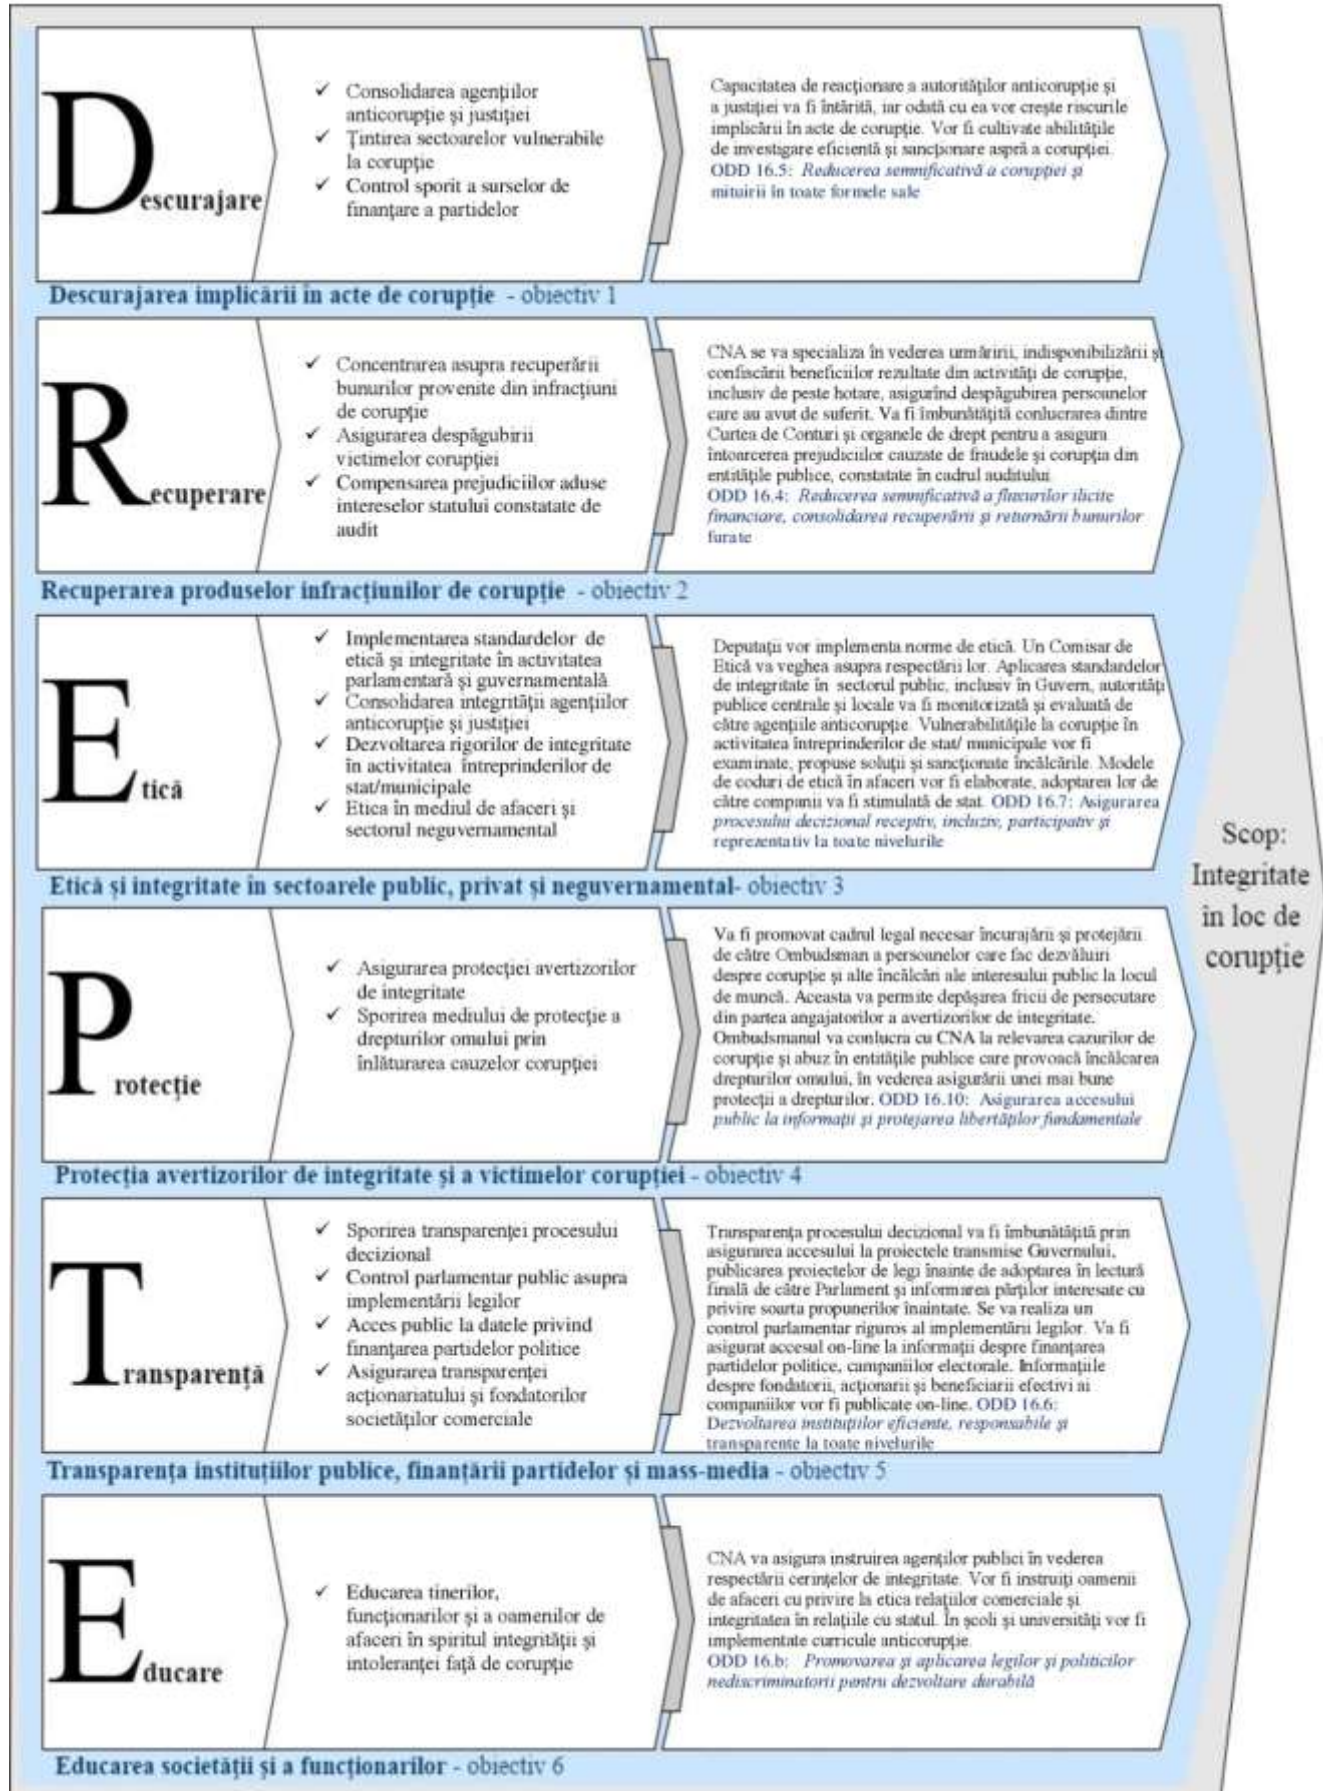 Descurajare
✓ Consolidarea agențiilor
anticorupție și justiției
✓ Țintirea sectoarelor vulnerabile
la corupție
✓ Control sporit a surselor de
finanțare a partidelor
Capacitatea de reacționare a autorităților anticorupție și
a justiției va fi întărită, iar odată cu ea vor crește riscurile
implicării în acte de corupție. Vor fi cultivate abilitățile
de investigare eficientă și sancționare aspră a corupției.
ODD 16.5: Reducerea semnificativă a corupției și
mituirii în toate formele sale
Descurajarea implicării în acte de corupție - obiectiv 1
Recuperare
✓ Concentrarea asupra recuperării
bunurilor provenite din infracțiuni
de corupție
✓ Asigurarea despăgubirii
victimelor corupției
✓ Compensarea prejudiciilor aduse
intereselor statului constatate de
audit
CNA se va specializa în vederea urmăririi, indisponibilizării și
confiscării beneficiilor rezultate din activități de corupție,
inclusiv de peste hotare, asigurînd despăgubirea persoanelor
care au avut de suferit. Va fi îmbunătățită conlucrarea dintre
Curtea de Conturi și organele de drept pentru a asigura
întoarcerea prejudiciilor cauzate de fraudele și corupția din
entitățile publice, constatate în cadrul auditului
ODD 16.4: Reducerea semnificativă a fluxurilor ilicite
financiare, consolidarea recuperării și returnării bunurilor
furate
Recuperarea produselor infracțiunilor de corupție - obiectiv 2
Etică
✓ Implementarea standardelor de
etică și integritate în activitatea
parlamentară și guvernamentală
✓ Consolidarea integrității agențiilor
anticorupție și justiției
✓ Dezvoltarea rigorilor de integritate
în activitatea întreprinderilor de
stat/municipale
✓ Etica în mediul de afaceri și
sectorul neguvernamental
Deputații vor implementa norme de etică. Un Comisar de
Etică va veghea asupra respectării lor. Aplicarea standardelor
de integritate în sectorul public, inclusiv în Guvern, autorități
publice centrale și locale va fi monitorizată și evaluată de
către agențiile anticorupție. Vulnerabilitățile la corupție în
activitatea întreprinderilor de stat/ municipale vor fi
examinate, propuse soluții și sancționate încălcările. Modele
de coduri de etică în afaceri vor fi elaborate, adoptarea lor de
către companii va fi stimulată de stat. ODD 16.7: Asigurarea
procesului decizional receptiv, incluziv, participativ și
reprezentativ la toate nivelurile
Etică și integritate în sectoarele public, privat și neguvernamental- obiectiv 3
Protecție
✓ Asigurarea protecției avertizorilor
de integritate
✓ Sporirea mediului de protecție a
drepturilor omului prin
înlăturarea cauzelor corupției
Va fi promovat cadrul legal necesar încurajării și protejării
de către Ombudsman a persoanelor care fac dezvăluiri
despre corupție și alte încălcări ale interesului public la locul
de muncă. Aceasta va permite depășirea fricii de persecutare
din partea angajatorilor a avertizorilor de integritate.
Ombudsmanul va conlucra cu CNA la relevarea cazurilor de
corupție și abuz în entitățile publice care provoacă încălcarea
drepturilor omului, în vederea asigurării unei mai bune
protecții a drepturilor. ODD 16.10: Asigurarea accesului
public la informații și protejarea libertăților fundamentale
Protecția avertizorilor de integritate și a victimelor corupției - obiectiv 4
Transparență
✓ Sporirea transparenței procesului
decizional
✓ Control parlamentar public asupra
implementării legilor
✓ Acces public la datele privind
finanțarea partidelor politice
✓ Asigurarea transparenței
acționariatului și fondatorilor
societăților comerciale
Transparența procesului decizional va fi îmbunătățită prin
asigurarea accesului la proiectele transmise Guvernului,
publicarea proiectelor de legi înainte de adoptarea în lectură
finală de către Parlament și informarea părților interesate cu
privire soarta propunerilor înaintate. Se va realiza un
control parlamentar riguros al implementării legilor. Va fi
asigurat accesul on-line la informații despre finanțarea
partidelor politice, campaniilor electorale. Informațiile
despre fondatorii, acționarii și beneficiarii efectivi ai
companiilor vor fi publicate on-line. ODD 16.6:
Dezvoltarea instituțiilor eficiente, responsabile și
transparente la toate nivelurile
Transparența instituțiilor publice, finanțării partidelor și mass-media - obiectiv 5
Educare
✓ Educarea tinerilor,
funcționarilor și a oamenilor de
afaceri în spiritul integrității și
intoleranței față de corupție
CNA va asigura instruirea agenților publici în vederea
respectării cerințelor de integritate. Vor fi instruiți oamenii
de afaceri cu privire la etica relațiilor comerciale și
integritatea în relațiile cu statul. În școli și universități vor fi
implementate curricule anticorupție.
ODD 16.b: Promovarea și aplicarea legilor și politicilor
nediscriminatorii pentru dezvoltare durabilă
Educarea societății și a funcționarilor - obiectiv 6
Scop:
Integritate
în loc de
corupție